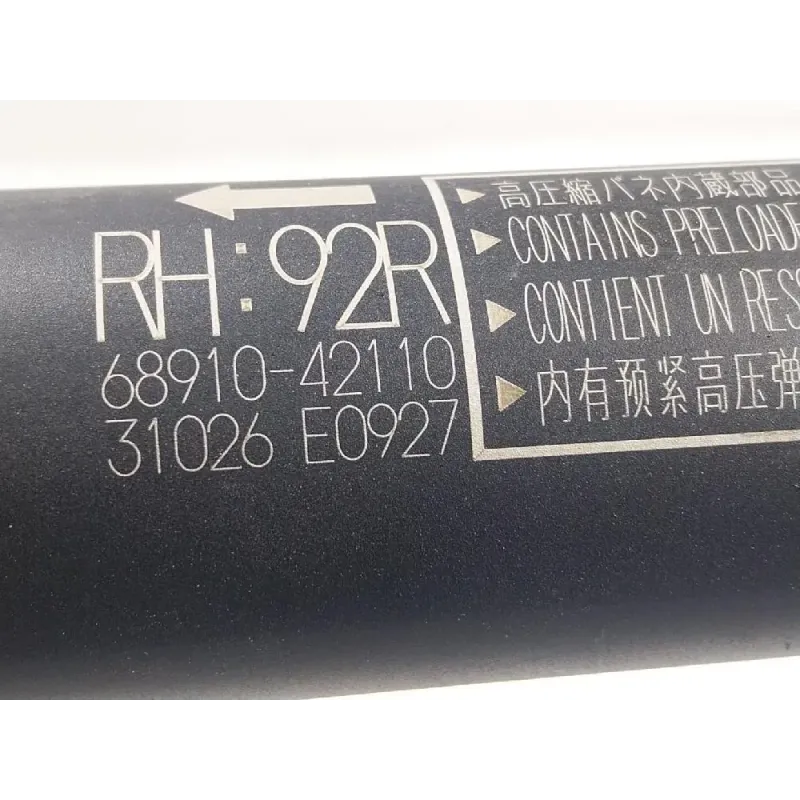 RH:92R
68910-42110
31026 E0927
高圧縮バネ内蔵部品
CONTAINS PRELOADE
CONTIENT UN RESS
内有预紧高压弹